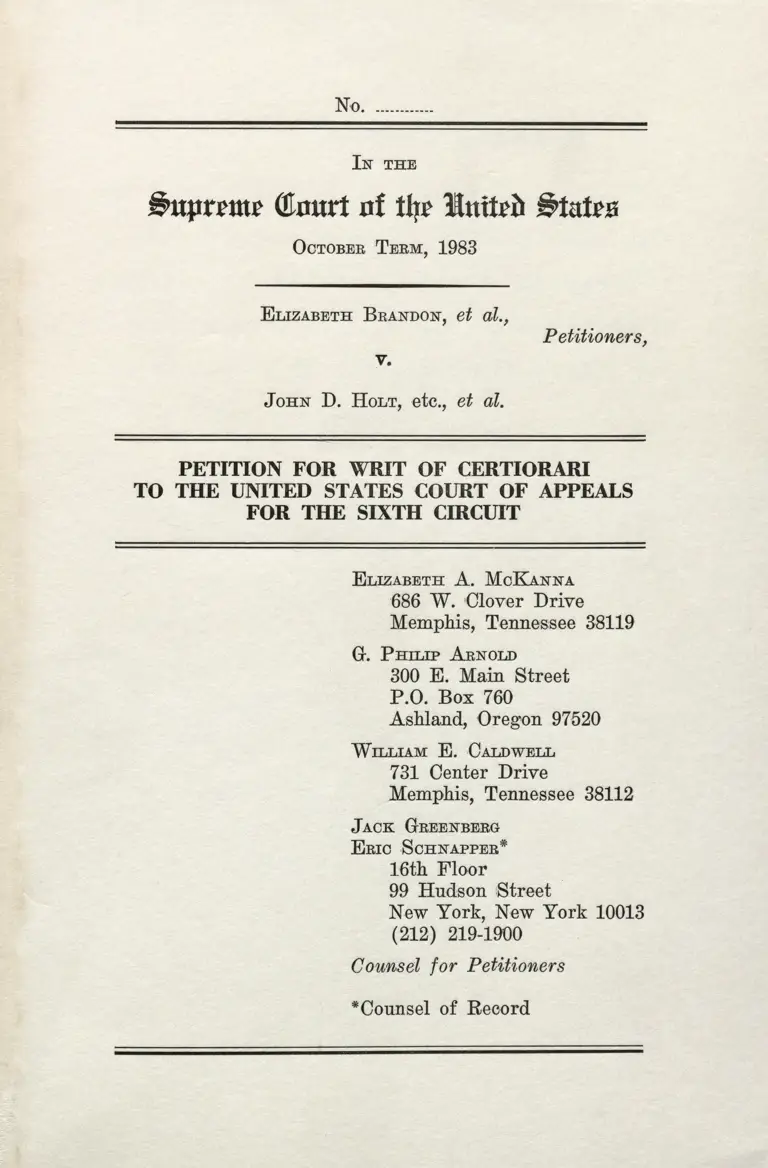 No. ............
In the
Supreme Court of the United States
October Term, 1983
Elizabeth Brandon, et al.,
Petitioners,
v.
John D. Holt, etc., et al.
PETITION FOR WRIT OF CERTIORARI
TO THE UNITED STATES COURT OF APPEALS
FOR THE SIXTH CIRCUIT
Elizabeth A. McKanna
686 W. Clover Drive
Memphis, Tennessee 38119
G. Philip Arnold
300 E. Main Street
P.O. Box 760
Ashland, Oregon 97520
William E. Caldwell
731 Center Drive
Memphis, Tennessee 38112
Jack Greenberg
Eric Schnapper*
16th Floor
99 Hudson Street
New York, New York 10013
(212) 219-1900
Counsel for Petitioners
*Counsel of Record